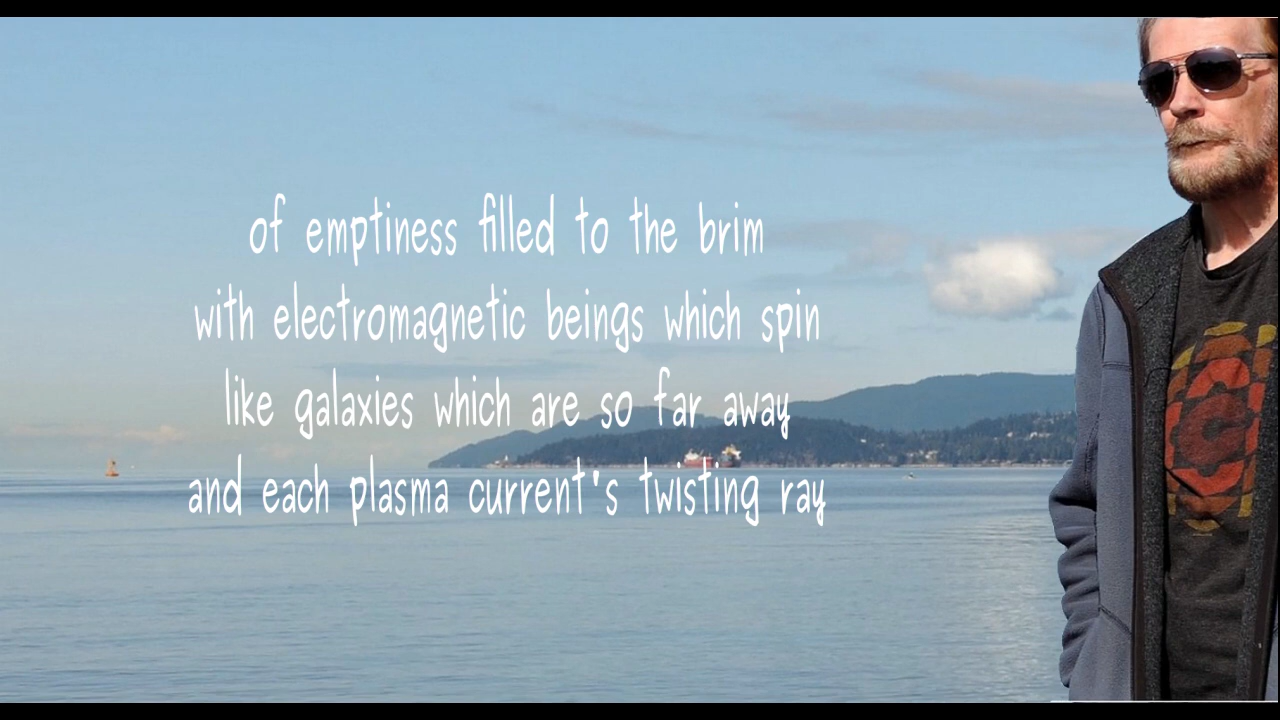 of emptiness filled to the brim
with electromagnetic beings which spin
like galaxies which are so far away
and each plasma current's twisting ray